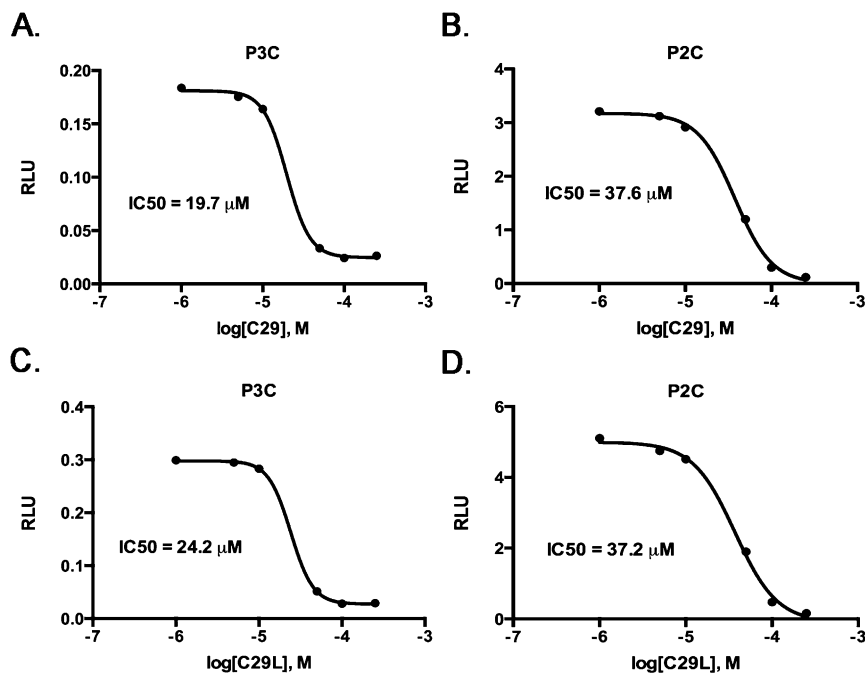 A.
P3C
0.20
0.15
0.10
0.05
0.00
RLU
IC50 = 19.7 μM
-7
-6
-5
-4
-3
log[C29], M
B.
P2C
4
3
2
1
0
RLU
IC50 = 37.6 μM
-7
-6
-5
-4
-3
log[C29], M
C.
P3C
0.4
0.3
0.2
0.1
0.0
RLU
IC50 = 24.2 μM
-7
-6
-5
-4
-3
log[C29L], M
D.
P2C
6
4
2
0
RLU
IC50 = 37.2 μM
-7
-6
-5
-4
-3
log[C29L], M